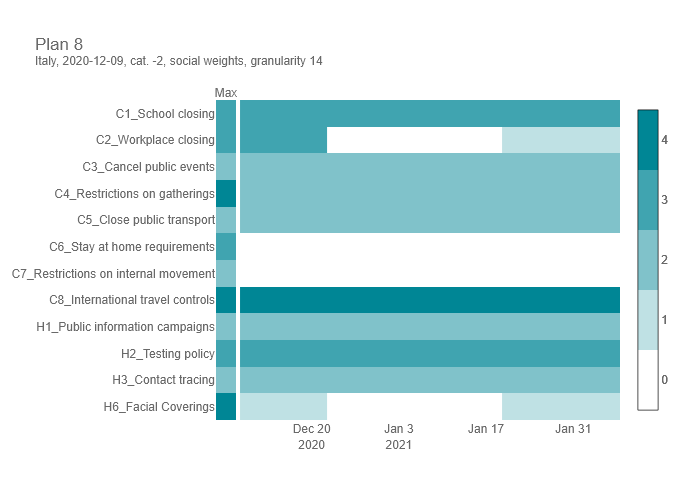 Plan 8
Italy, 2020-12-09, cat. -2, social weights, granularity 14
Max
C1_School closing
C2_Workplace closing
C3_Cancel public events
C4_Restrictions on gatherings
C5_Close public transport
C6_Stay at home requirements
C7_Restrictions on internal movement
C8_International travel controls
H1_Public information campaigns
H2_Testing policy
H3_Contact tracing
H6_Facial Coverings
Dec 20 Jan 3 Jan 17 Jan 31
2020 2021
4
3
2
1
0